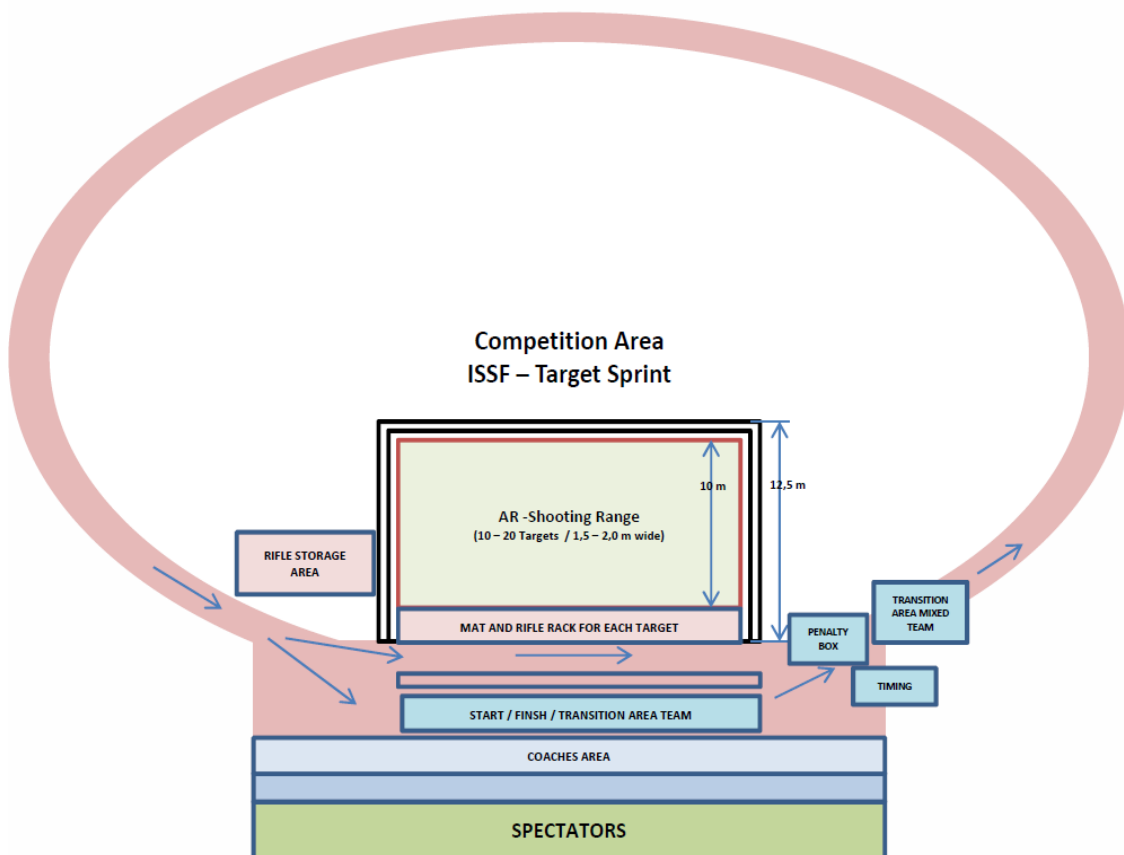 Competition Area
ISSF – Target Sprint
10 m
12,5 m
AR -Shooting Range
(10 – 20 Targets / 1,5 – 2,0 m wide)
RIFLE STORAGE
AREA
MAT AND RIFLE RACK FOR EACH TARGET
TRANSITION
AREA MIXED
TEAM
PENALTY
BOX
TIMING
START / FINSH / TRANSITION AREA TEAM
COACHES AREA
SPECTATORS